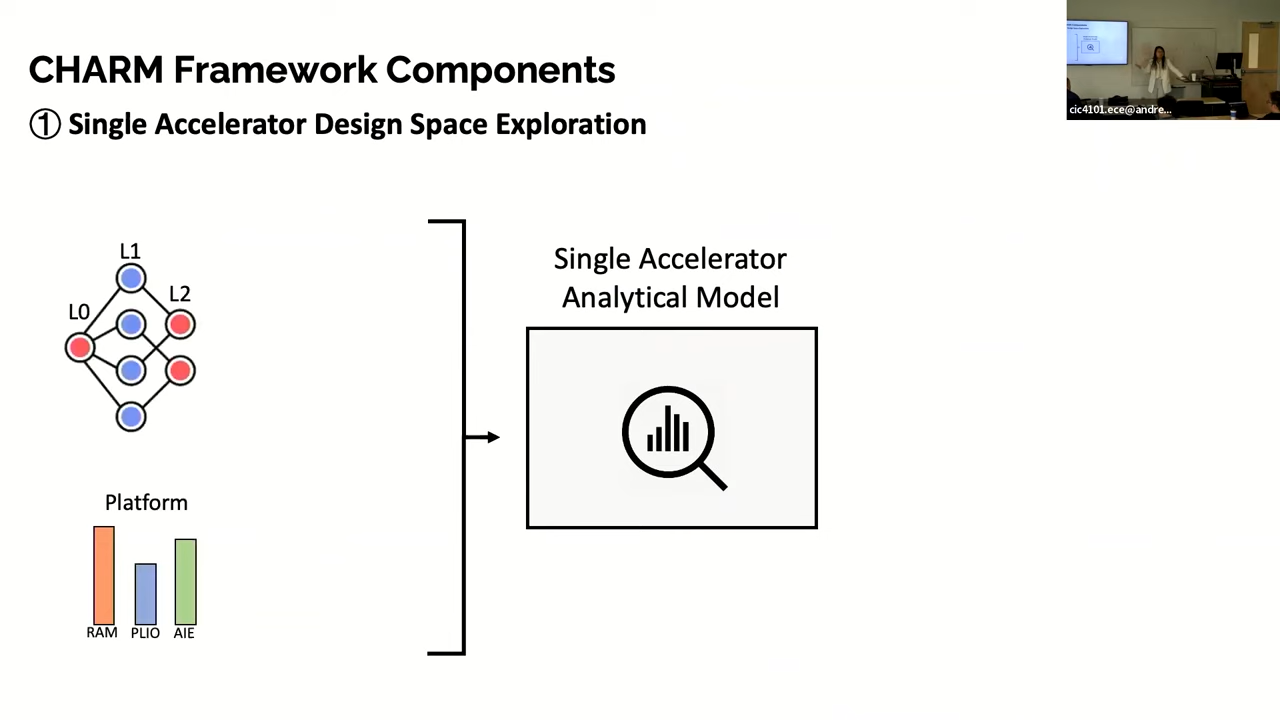 CHARM Framework Components
① Single Accelerator Design Space Exploration
L1
L2
L0
Single Accelerator
Analytical Model
Platform
RAM PLIO AIE
cic4101.ece@andre...